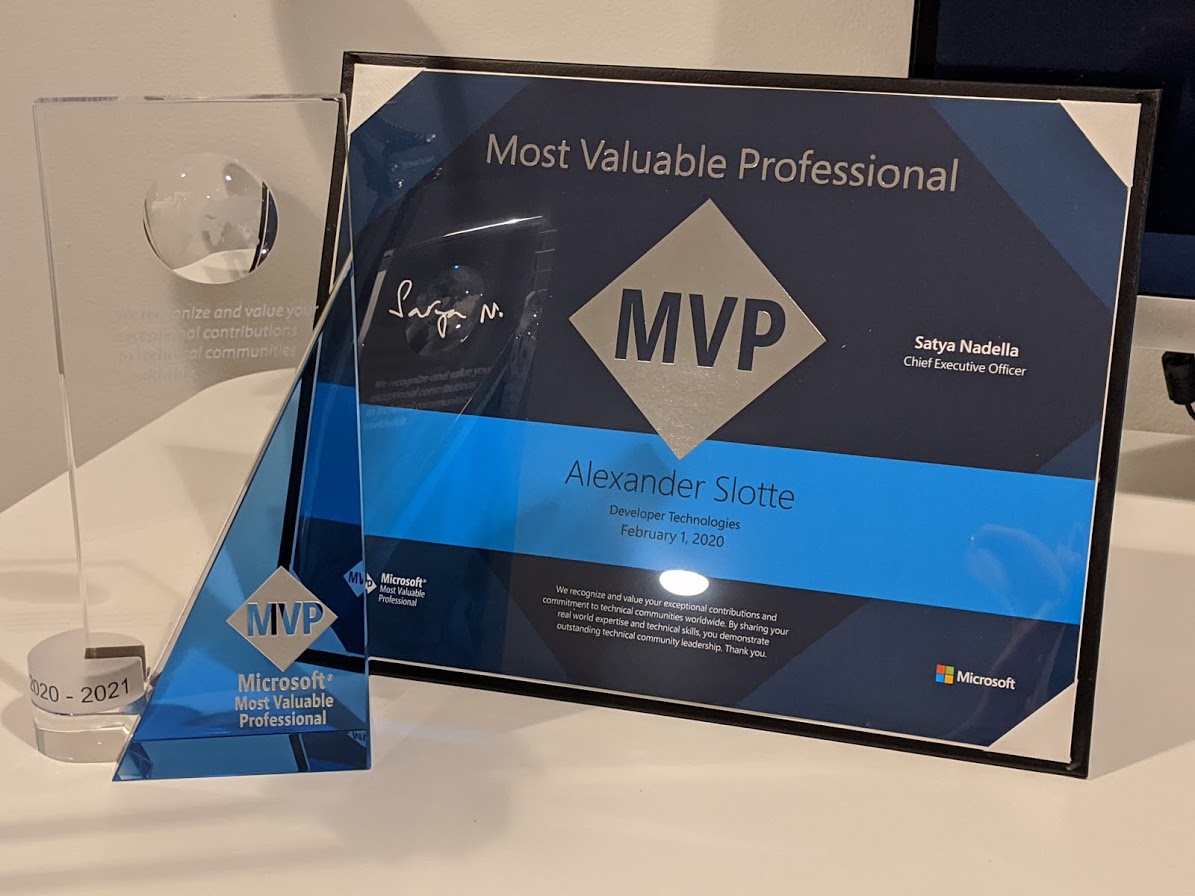 Most Valuable Professional
MVP
Satya N.
Satya Nadella
Chief Executive Officer
Alexander Slotte
Developer Technologies
February 1, 2020
We recognize and value your exceptional contributions and
commitment to technical communities worldwide. By sharing your
real world expertise and technical skills, you demonstrate
outstanding technical community leadership. Thank you.
Microsoft
We recognize and value your
exceptional contributions
to technical communities
worldwide
MVP
Microsoft®
Most Valuable
Professional
2020 - 2021
MVP
Microsoft®
Most Valuable
Professional